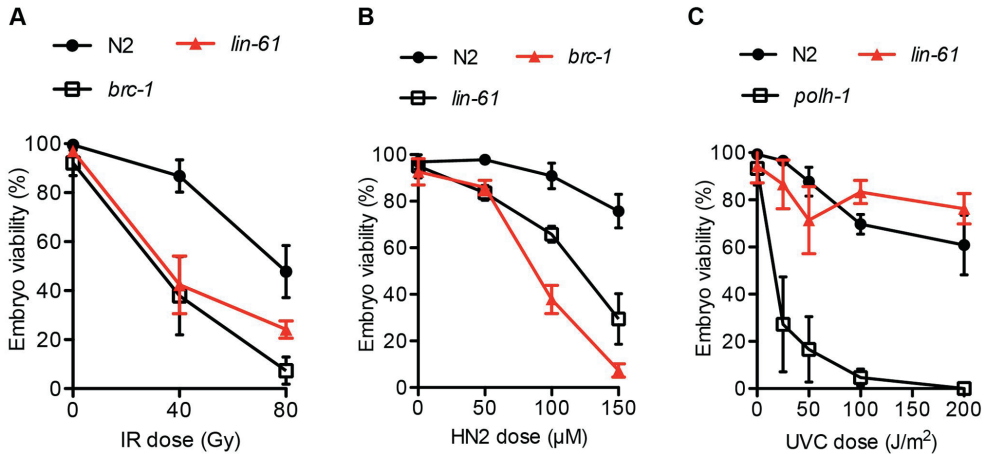 A
N2
lin-61
brc-1
Embryo viability (%)
100
80
60
40
20
0
0
40
80
IR dose (Gy)
B
N2
brc-1
lin-61
Embryo viability (%)
100
80
60
40
20
0
0
50
100
150
HN2 dose (µM)
C
N2
lin-61
polh-1
Embryo viability (%)
100
80
60
40
20
0
0
50
100
150
200
UVC dose (J/m²)